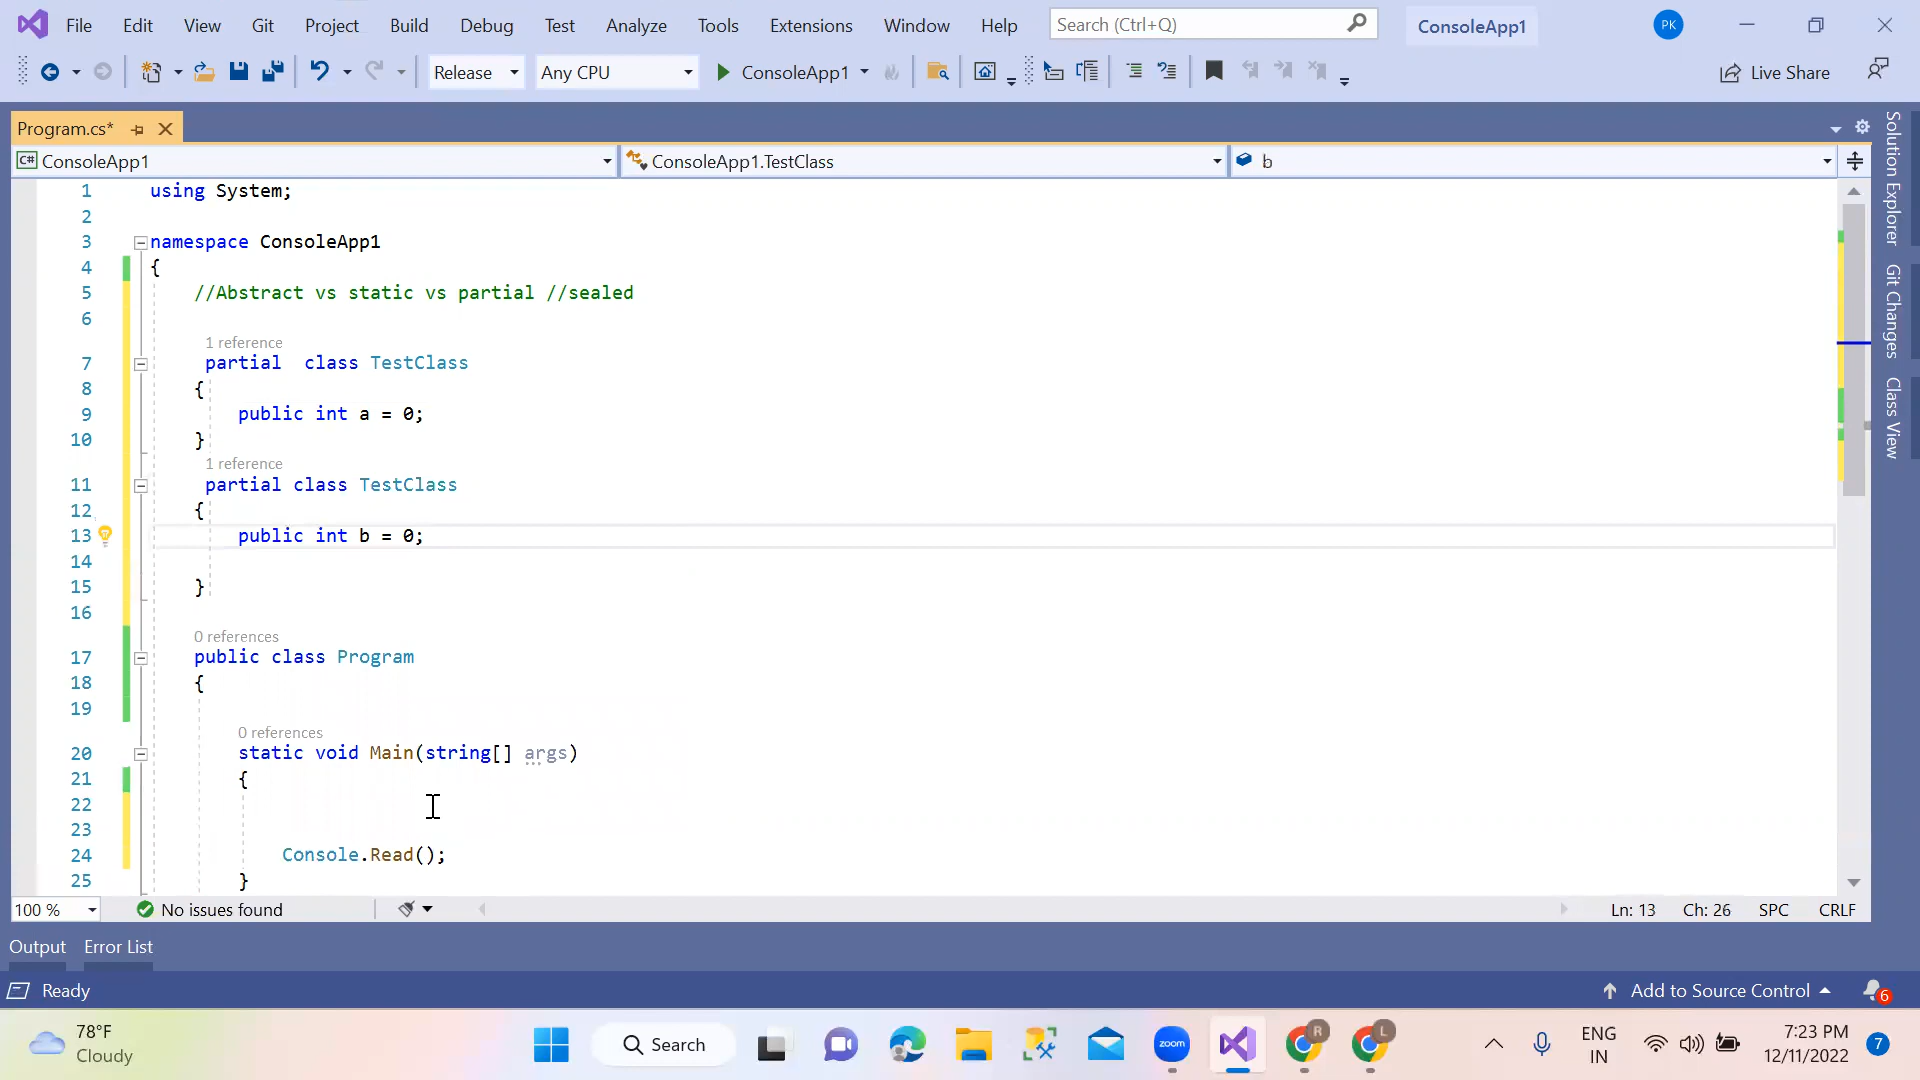 File Edit View Git Project Build Debug Test Analyze Tools Extensions Window Help Search (Ctrl+Q) ConsoleApp1 PK
Release Any CPU ConsoleApp1 Live Share
Program.cs*
C# ConsoleApp1 ConsoleApp1.TestClass b
1 using System;
2
3 namespace ConsoleApp1
4 {
5 //Abstract vs static vs partial //sealed
6
1 reference
7 partial  class TestClass
8 {
9 public int a = 0;
10 }
1 reference
11 partial class TestClass
12 {
13 public int b = 0;
14
15 }
16
0 references
17 public class Program
18 {
19
0 references
20 static void Main(string[] args)
21 {
22
23
24 Console.Read();
25 }
Solution Explorer
Git Changes
Class View
100 % No issues found Ln: 13 Ch: 26 SPC CRLF
Output Error List
Ready Add to Source Control 6
78°F
Cloudy
Search
zoom
R
L
ENG
IN
7:23 PM
12/11/2022
7